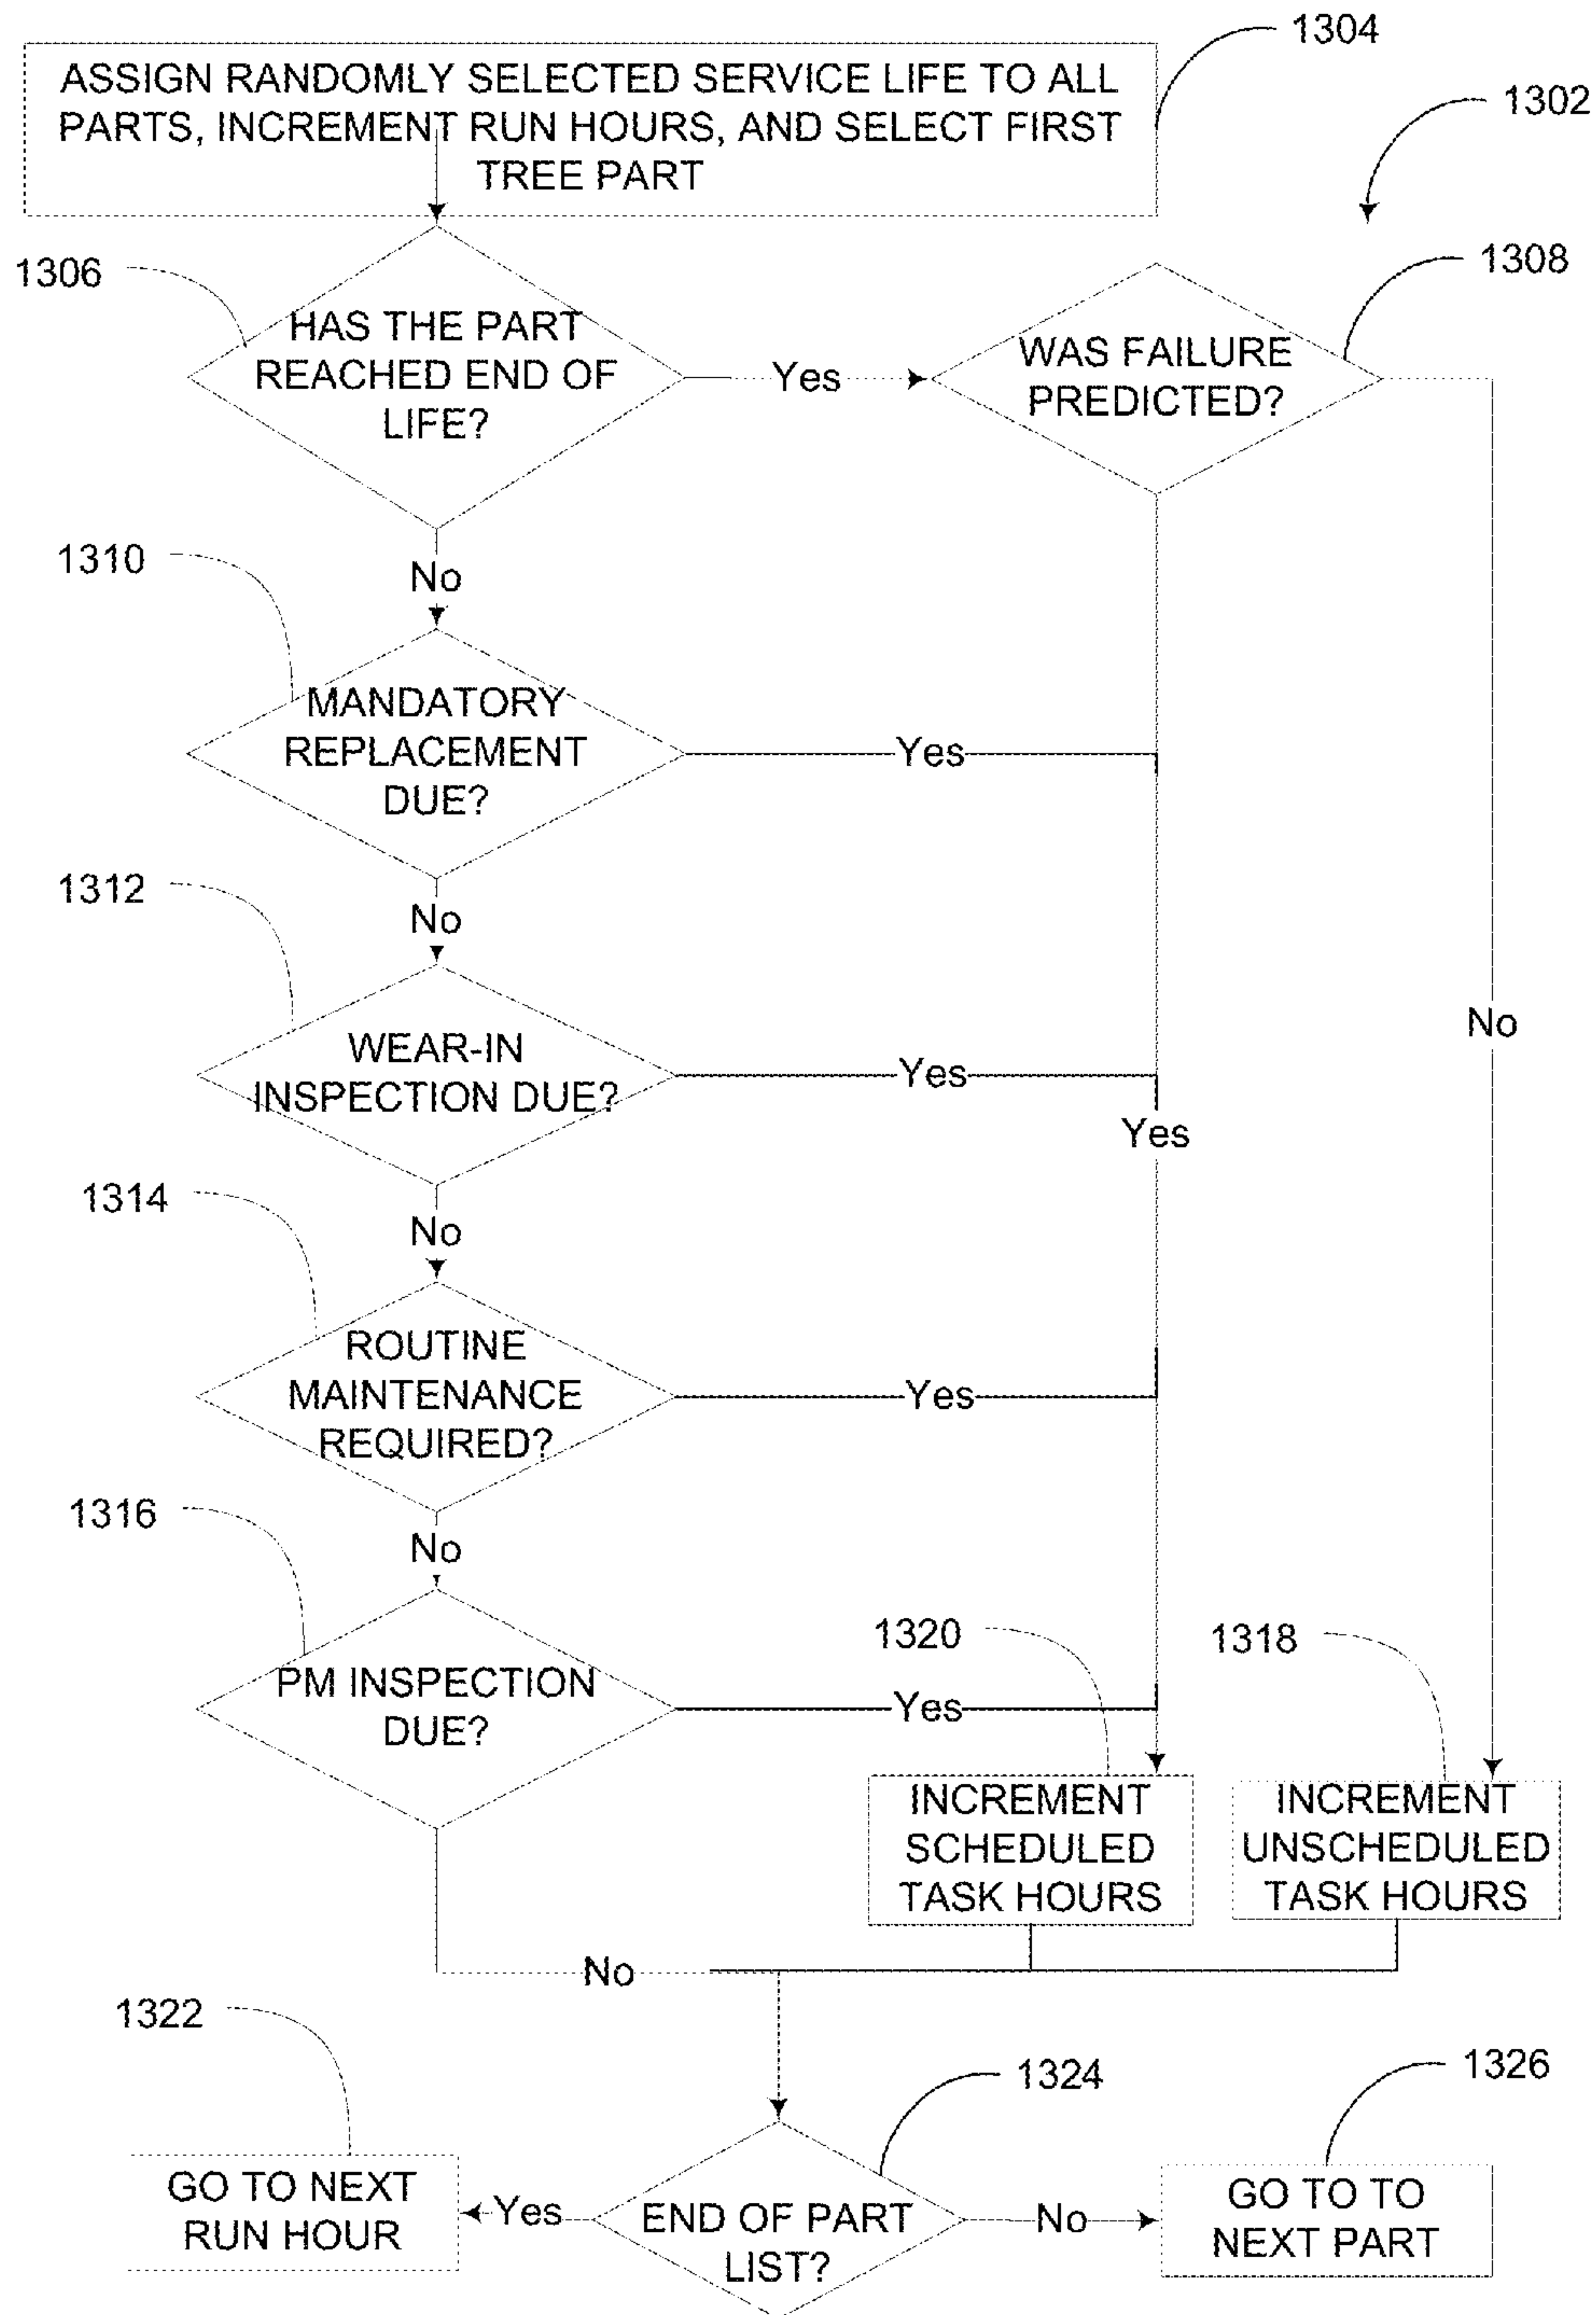 1304
ASSIGN RANDOMLY SELECTED SERVICE LIFE TO ALL
PARTS, INCREMENT RUN HOURS, AND SELECT FIRST
TREE PART
1302
1306
1308
HAS THE PART
REACHED END OF
LIFE?
Yes
WAS FAILURE
PREDICTED?
1310
No
MANDATORY
REPLACEMENT
DUE?
Yes
1312
No
WEAR-IN
INSPECTION DUE?
Yes
No
Yes
1314
No
ROUTINE
MAINTENANCE
REQUIRED?
Yes
1316
No
PM INSPECTION
DUE?
Yes
1320
1318
INCREMENT
SCHEDULED
TASK HOURS
INCREMENT
UNSCHEDULED
TASK HOURS
No
1322
1324
1326
GO TO NEXT
RUN HOUR
Yes
END OF PART
LIST?
No
GO TO TO
NEXT PART